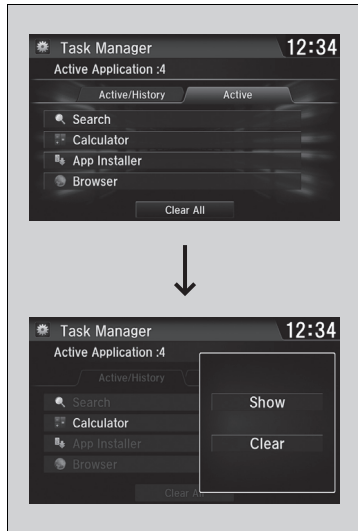 Task Manager 12:34
Active Application :4
Active/History Active
Search
Calculator
App Installer
Browser
Clear All
Task Manager 12:34
Active Application :4
Active/History
Search
Show
Calculator
App Installer
Clear
Browser
Clear A